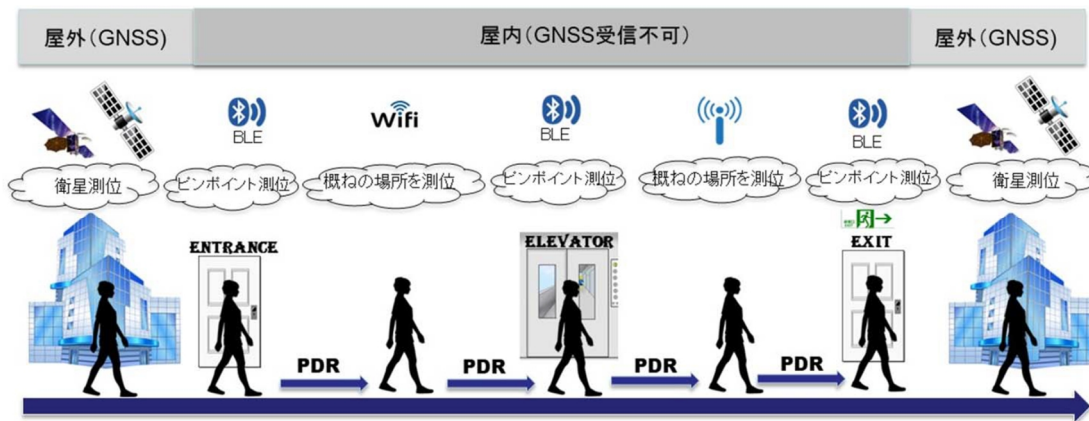 屋外（GNSS）
屋内（GNSS受信不可）
屋外（GNSS）
BLE
Wifi
BLE
BLE
衛星測位
ピンポイント測位
概ねの場所を測位
ピンポイント測位
概ねの場所を測位
ピンポイント測位
衛星測位
ENTRANCE
ELEVATOR
EXIT
PDR
PDR
PDR
PDR